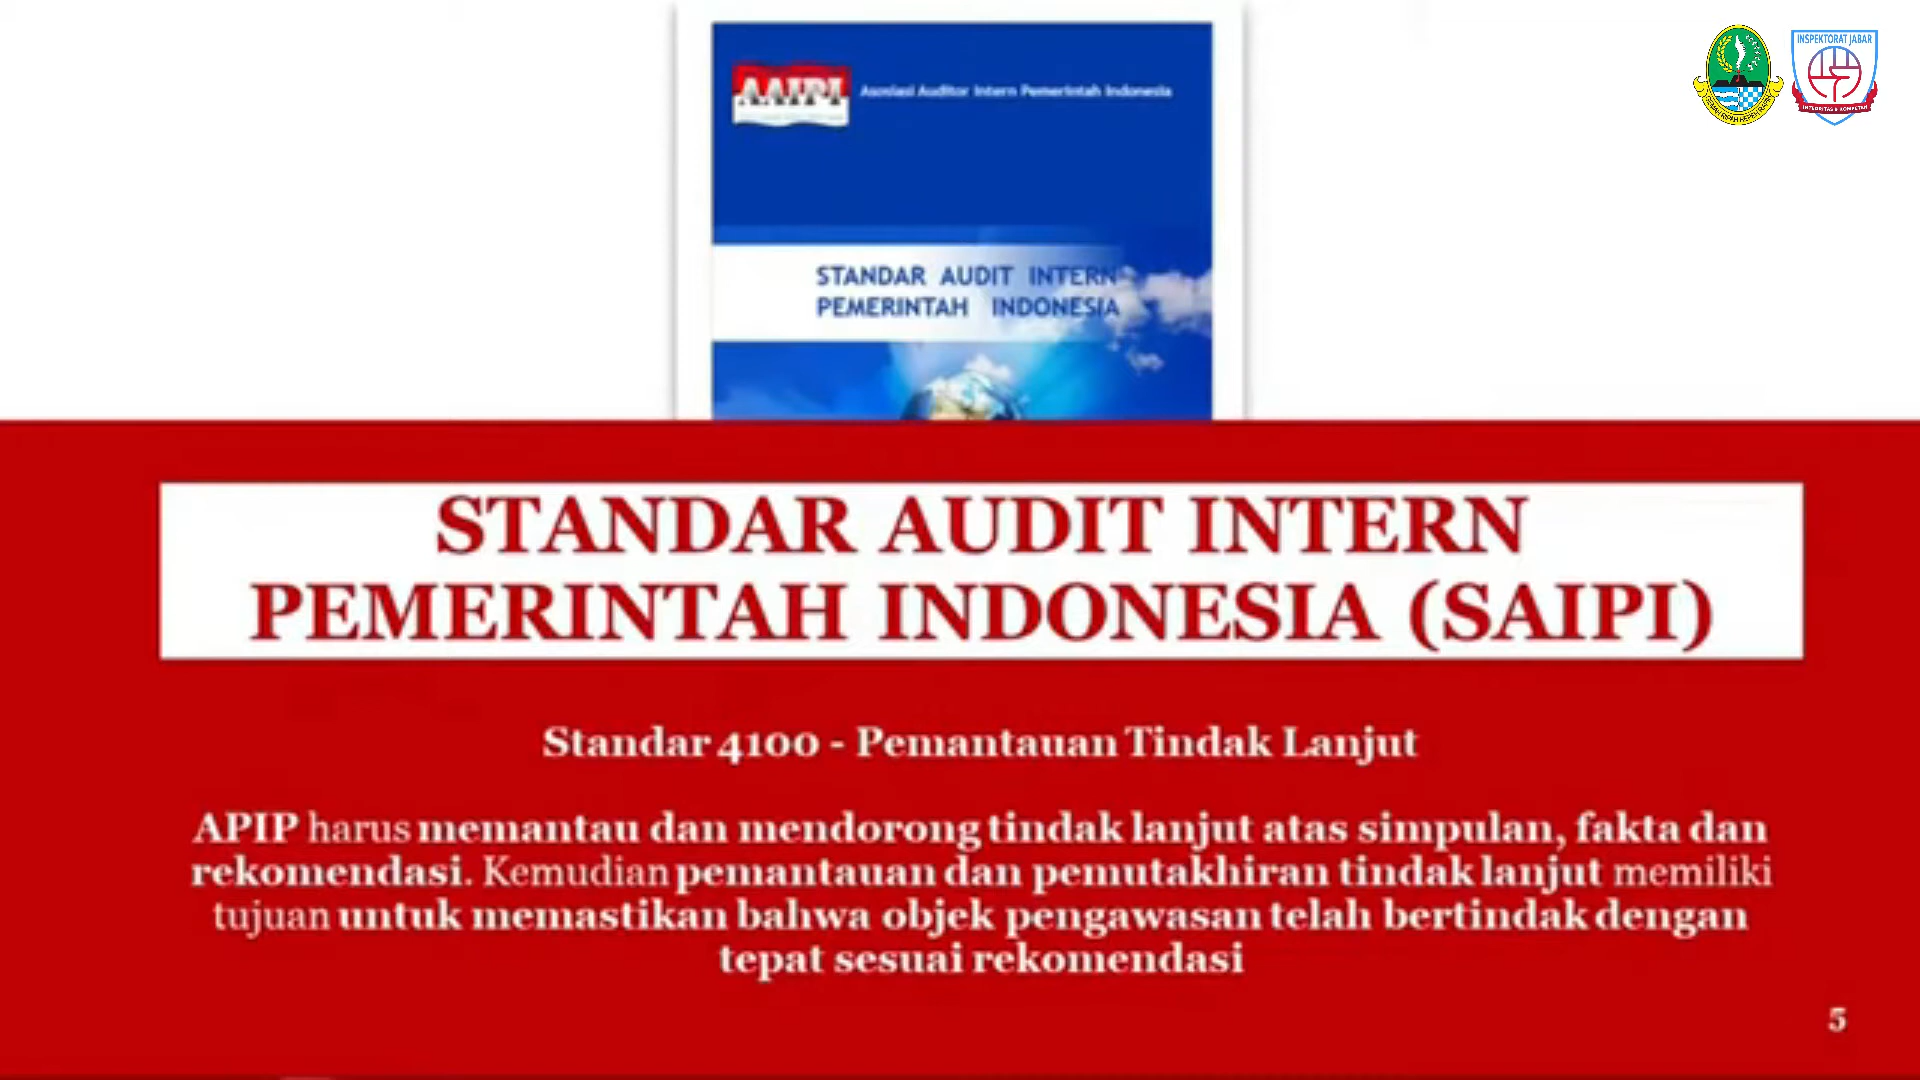 AAIPI Asosiasi Auditor Intern Pemerintah Indonesia
INSPEKTORAT JABAR
INTEGRITAS & KOMPETEN
STANDAR AUDIT INTERN
PEMERINTAH INDONESIA
STANDAR AUDIT INTERN
PEMERINTAH INDONESIA (SAIPI)
Standar 4100 - Pemantauan Tindak Lanjut
APIP harus memantau dan mendorong tindak lanjut atas simpulan, fakta dan
rekomendasi. Kemudian pemantauan dan pemutakhiran tindak lanjut memiliki
tujuan untuk memastikan bahwa objek pengawasan telah bertindak dengan
tepat sesuai rekomendasi
5